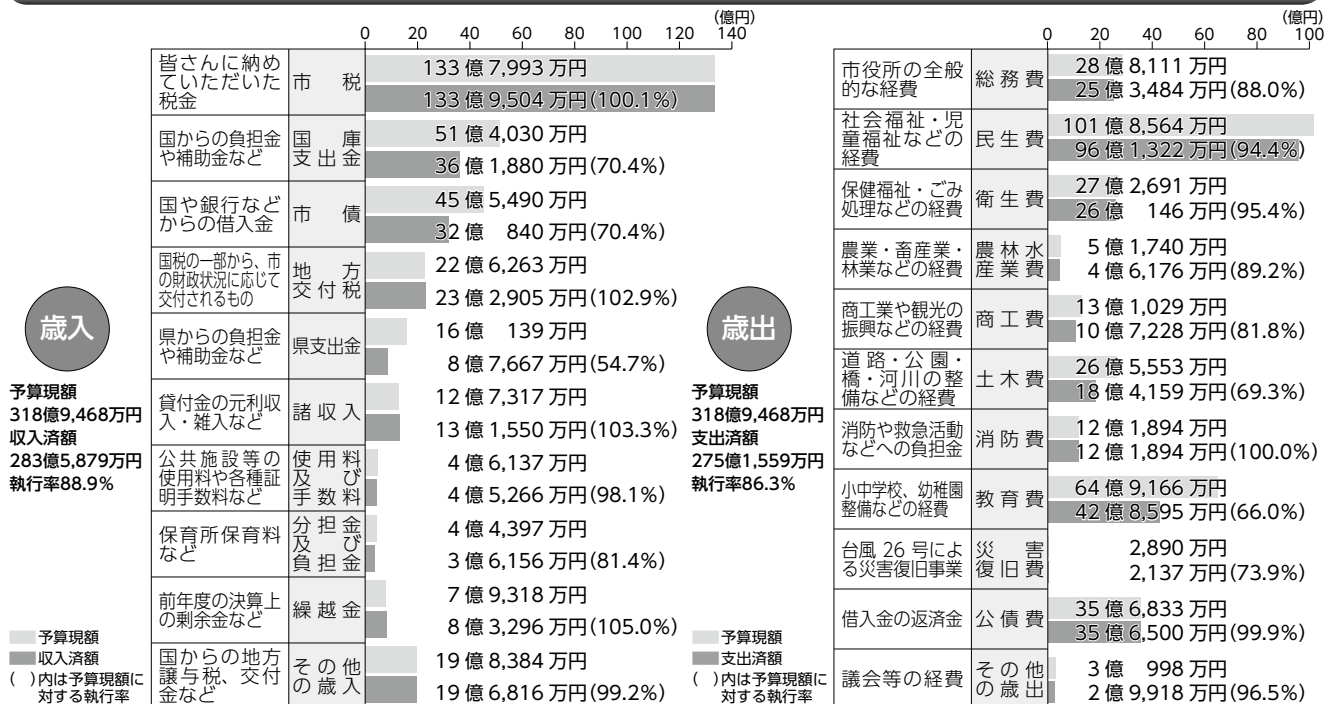 歳入
予算現額
318億9,468万円
収入済額
283億5,879万円
執行率88.9%
予算現額
収入済額
( )内は予算現額に
対する執行率
(億円)
0 20 40 60 80 100 120 140
皆さんに納め
ていただいた
税金
市税
133億7,993万円
133億9,504万円(100.1%)
国からの負担金
や補助金など
国庫
支出金
51億4,030万円
36億1,880万円(70.4%)
国や銀行など
からの借入金
市債
45億5,490万円
32億 840万円(70.4%)
国税の一部から、市
の財政状況に応じて
交付されるもの
地方
交付税
22億6,263万円
23億2,905万円(102.9%)
県からの負担金
や補助金など
県支出金
16億 139万円
8億7,667万円(54.7%)
貸付金の元利収
入・雑入など
諸収入
12億7,317万円
13億1,550万円(103.3%)
公共施設等の
使用料や各種証
明手数料など
使用料
及び
手数料
4億6,137万円
4億5,266万円(98.1%)
保育所保育料
など
分担金
及び
負担金
4億4,397万円
3億6,156万円(81.4%)
前年度の決算上
の剰余金など
繰越金
7億9,318万円
8億3,296万円(105.0%)
国からの地方
譲与税、交付
金など
その他
の歳入
19億8,384万円
19億6,816万円(99.2%)
歳出
予算現額
318億9,468万円
支出済額
275億1,559万円
執行率86.3%
予算現額
支出済額
( )内は予算現額に
対する執行率
(億円)
0 20 40 60 80 100
市役所の全般
的な経費
総務費
28億8,111万円
25億3,484万円(88.0%)
社会福祉・児
童福祉などの
経費
民生費
101億8,564万円
96億1,322万円(94.4%)
保健福祉・ごみ
処理などの経費
衛生費
27億2,691万円
26億 146万円(95.4%)
農業・畜産業・
林業などの経費
農林水
産業費
5億1,740万円
4億6,176万円(89.2%)
商工業や観光の
振興などの経費
商工費
13億1,029万円
10億7,228万円(81.8%)
道路・公園・
橋・河川の整
備などの経費
土木費
26億5,553万円
18億4,159万円(69.3%)
消防や救急活動
などへの負担金
消防費
12億1,894万円
12億1,894万円(100.0%)
小中学校、幼稚園
整備などの経費
教育費
64億9,166万円
42億8,595万円(66.0%)
台風26号によ
る災害復旧事業
災害
復旧費
2,890万円
2,137万円(73.9%)
借入金の返済金
公債費
35億6,833万円
35億6,500万円(99.9%)
議会等の経費
その他
の歳出
3億 998万円
2億9,918万円(96.5%)